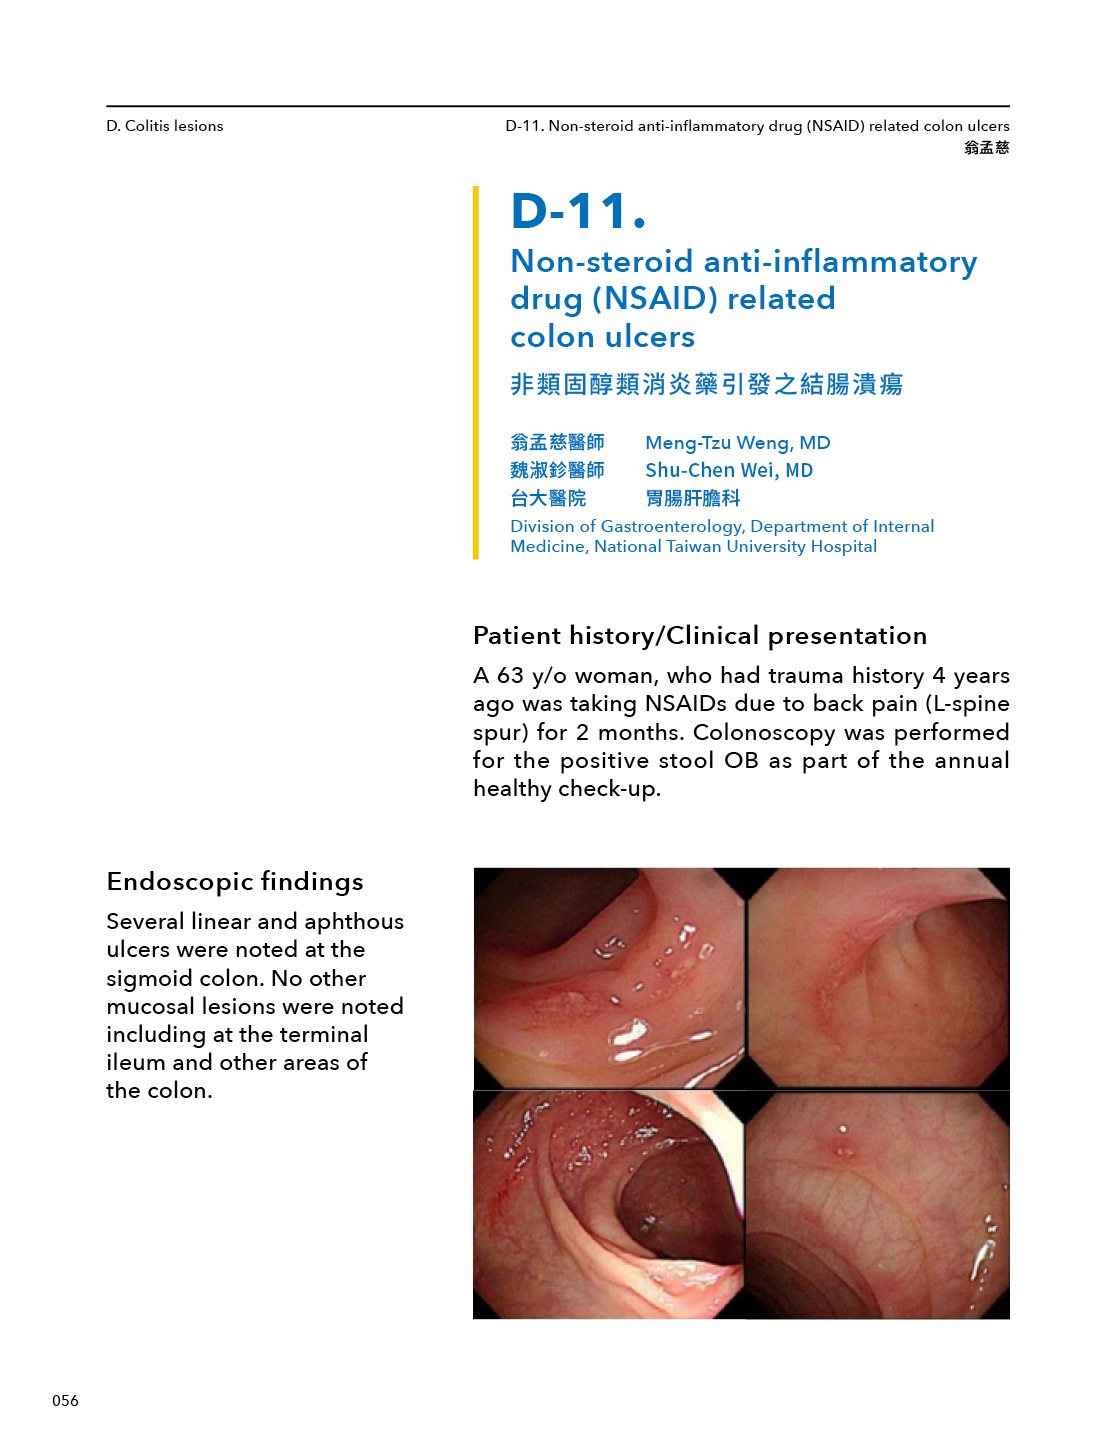 D. Colitis lesions
D-11. Non-steroid anti-inflammatory drug (NSAID) related colon ulcers
翁孟慈
D-11.
Non-steroid anti-inflammatory
drug (NSAID) related
colon ulcers
非類固醇類消炎藥引發之結腸潰瘍
翁孟慈醫師 Meng-Tzu Weng, MD
魏淑鉁醫師 Shu-Chen Wei, MD
台大醫院 胃腸肝膽科
Division of Gastroenterology, Department of Internal
Medicine, National Taiwan University Hospital
Patient history/Clinical presentation
A 63 y/o woman, who had trauma history 4 years
ago was taking NSAIDs due to back pain (L-spine
spur) for 2 months. Colonoscopy was performed
for the positive stool OB as part of the annual
healthy check-up.
Endoscopic findings
Several linear and aphthous
ulcers were noted at the
sigmoid colon. No other
mucosal lesions were noted
including at the terminal
ileum and other areas of
the colon.
056